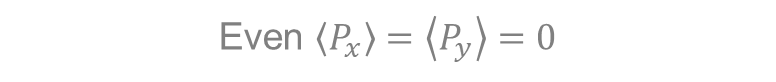 Even ⟨Pₓ⟩ = ⟨P_y⟩ = 0